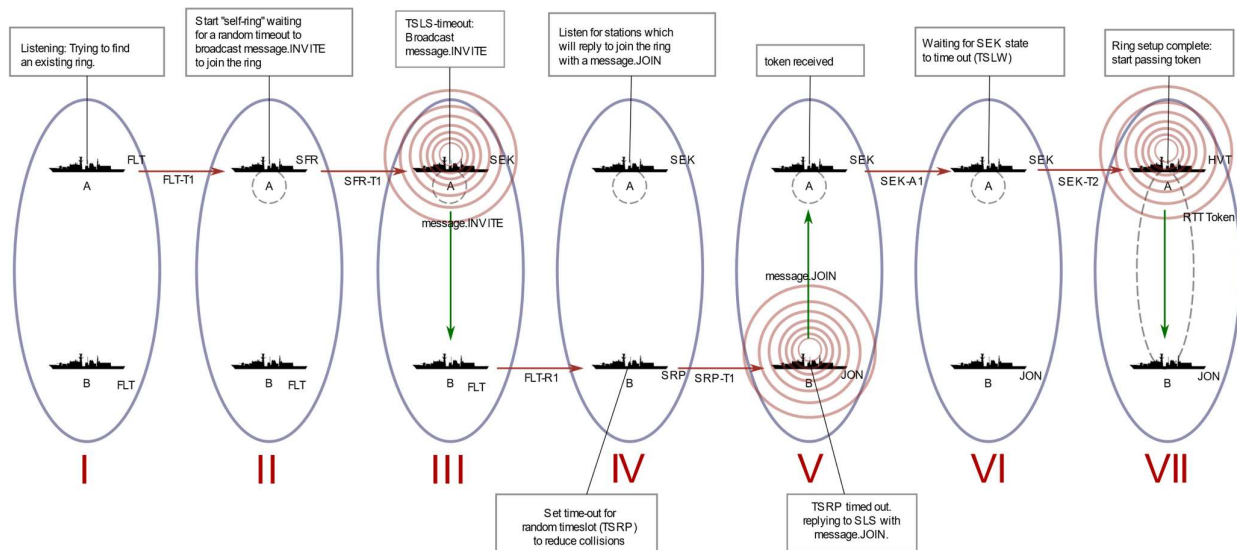 Listening: Trying to find
an existing ring.
Start "self-ring" waiting
for a random timeout to
broadcast message.INVITE
to join the ring
TSLS-timeout:
Broadcast
message.INVITE
Listen for stations which
will reply to join the ring
with a message.JOIN
token received
Waiting for SEK state
to time out (TSLW)
Ring setup complete:
start passing token
FLT
A
FLT-T1
SFR
A
SFR-T1
SEK
A
SEK
A
SEK
A
SEK-A1
SEK
A
SEK-T2
HVT
A
message.INVITE
RTT Token
message.JOIN
B
FLT
B
FLT
B
FLT
FLT-R1
B
SRP
SRP-T1
B
JON
B
JON
B
JON
I
II
III
IV
V
VI
VII
Set time-out for
random timeslot (TSRP)
to reduce collisions
TSRP timed out.
replying to SLS with
message.JOIN.